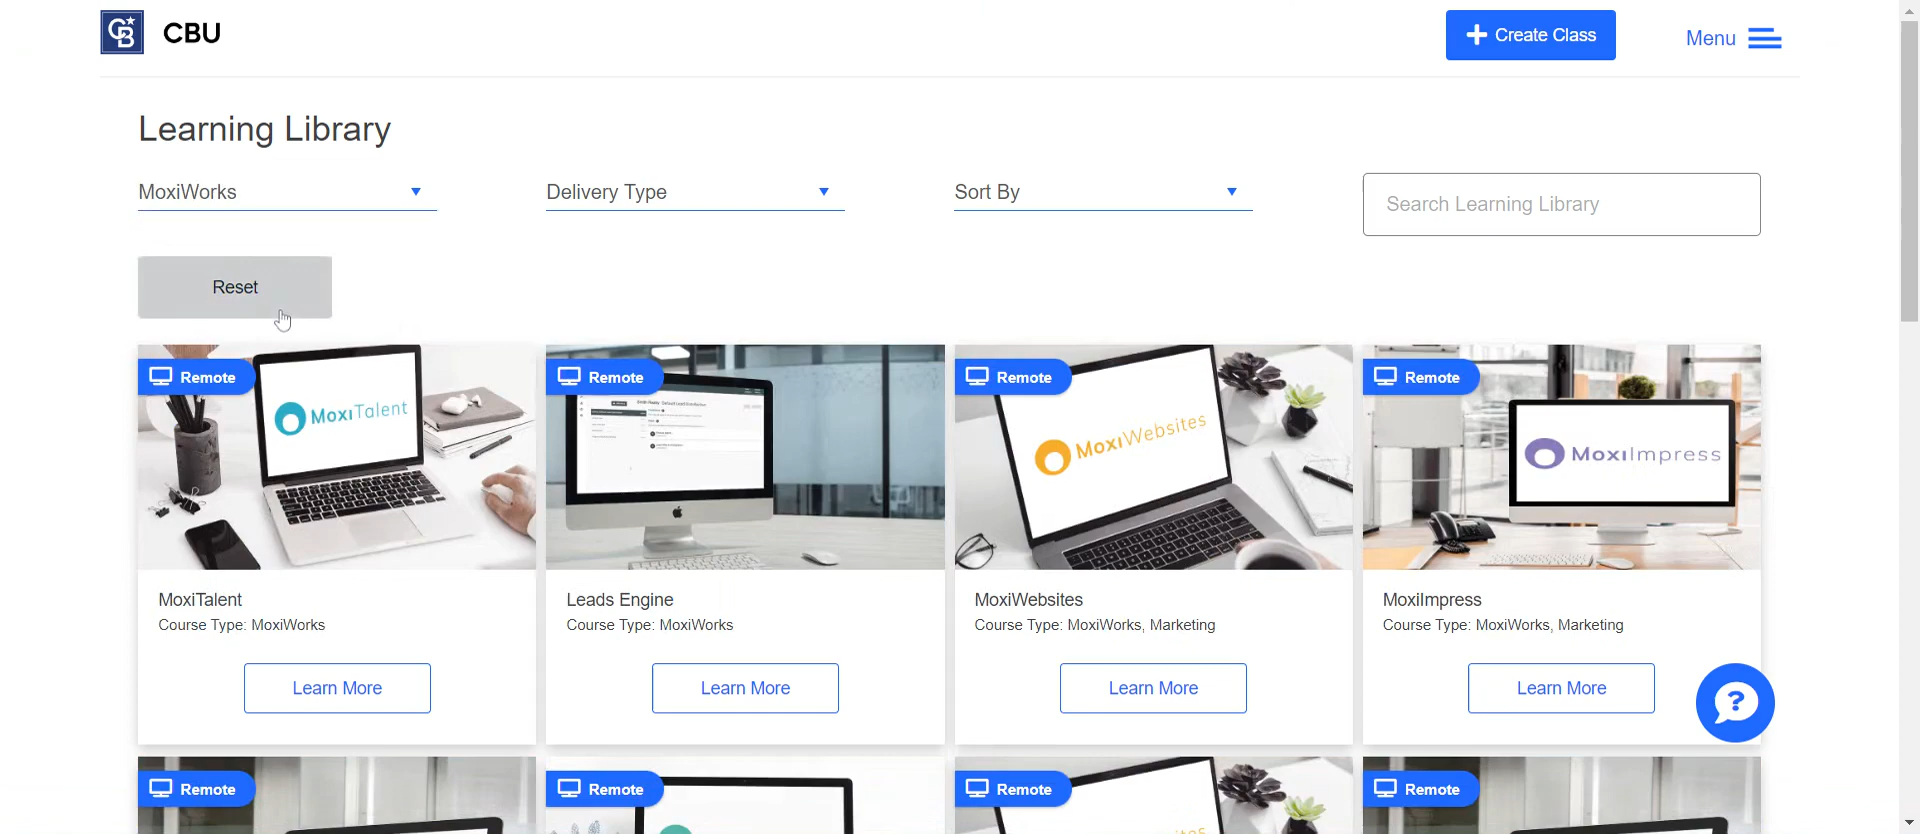 CBU
Create Class
Menu
Learning Library
MoxiWorks
Delivery Type
Sort By
Search Learning Library
Reset
Remote
MoxiTalent
Remote
Remote
MoxiWebsites
Remote
MoxiImpress
MoxiTalent
Course Type: MoxiWorks
Learn More
Leads Engine
Course Type: MoxiWorks
Learn More
MoxiWebsites
Course Type: MoxiWorks, Marketing
Learn More
MoxiImpress
Course Type: MoxiWorks, Marketing
Learn More
?
Remote
Remote
Remote
Remote